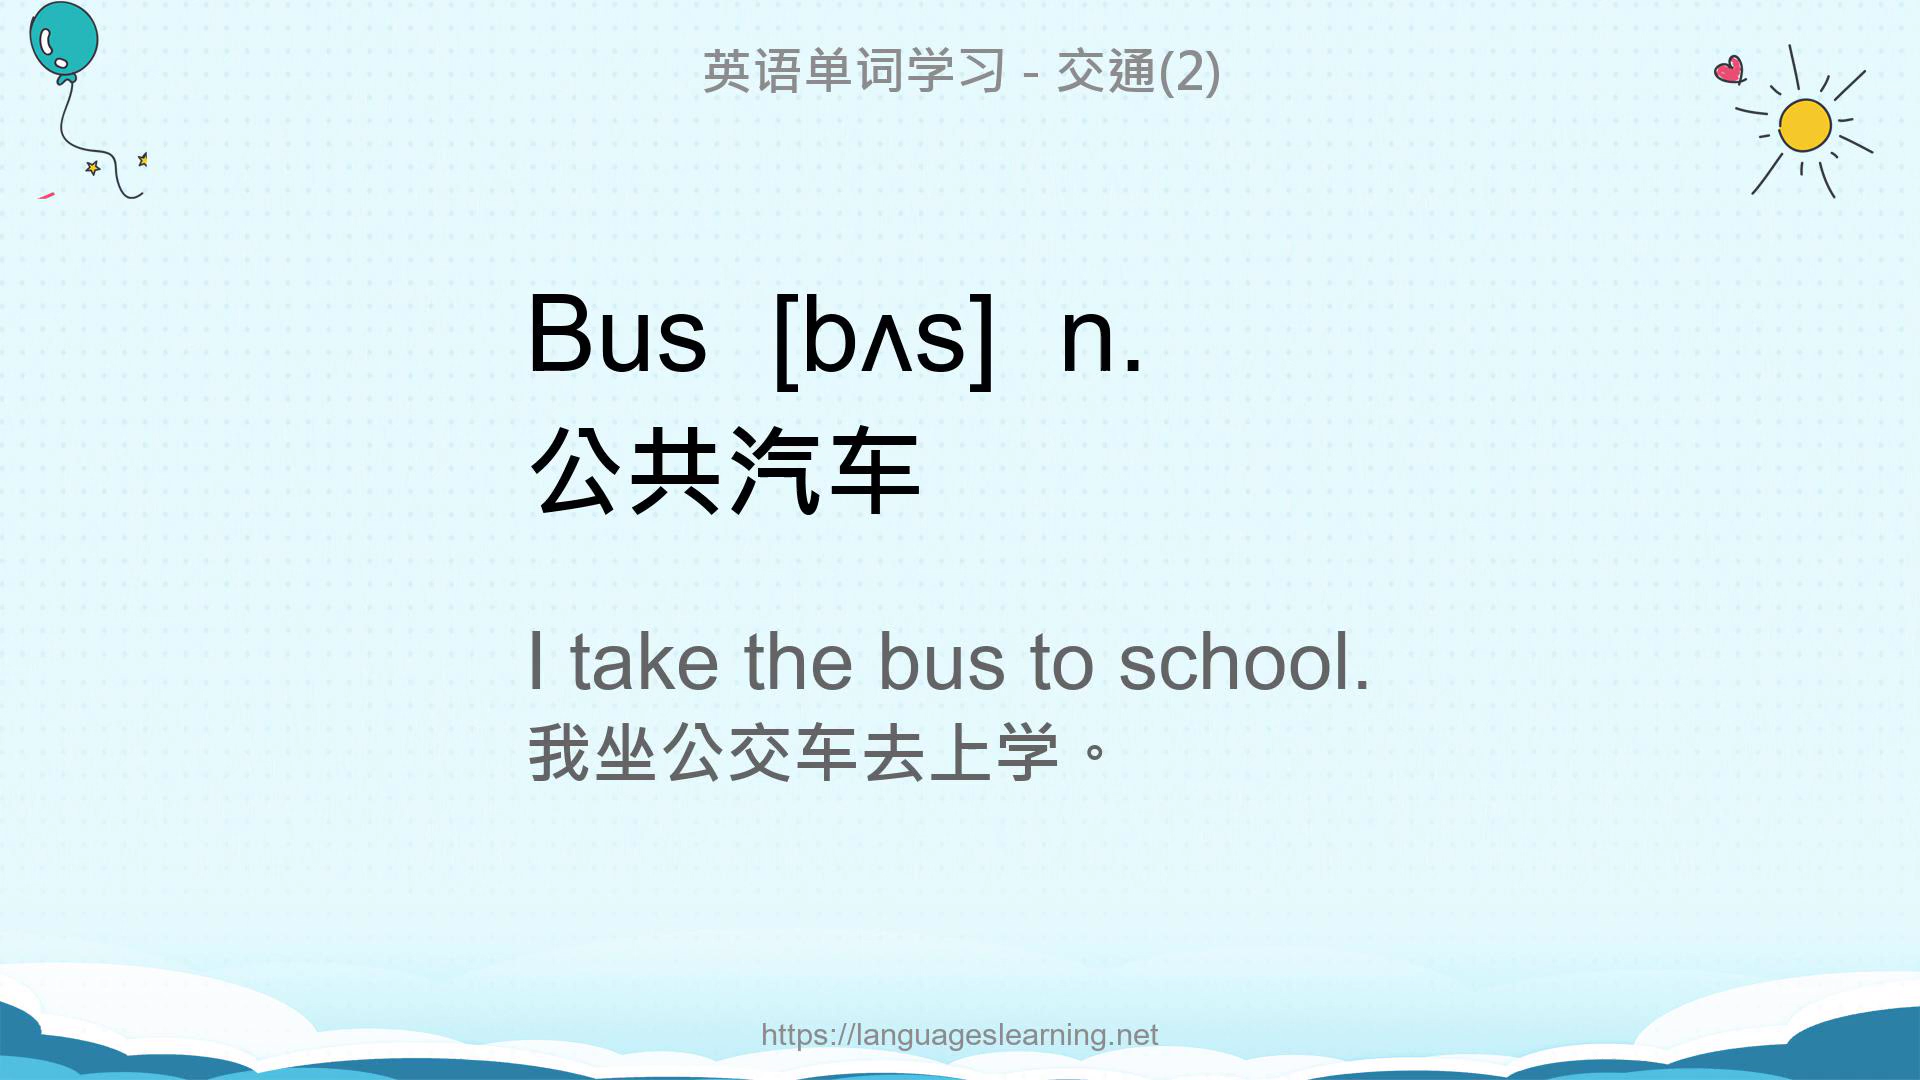 英语单词学习 - 交通(2)
Bus [bʌs] n.
公共汽车
I take the bus to school.
我坐公交车去上学。
https://languageslearning.net